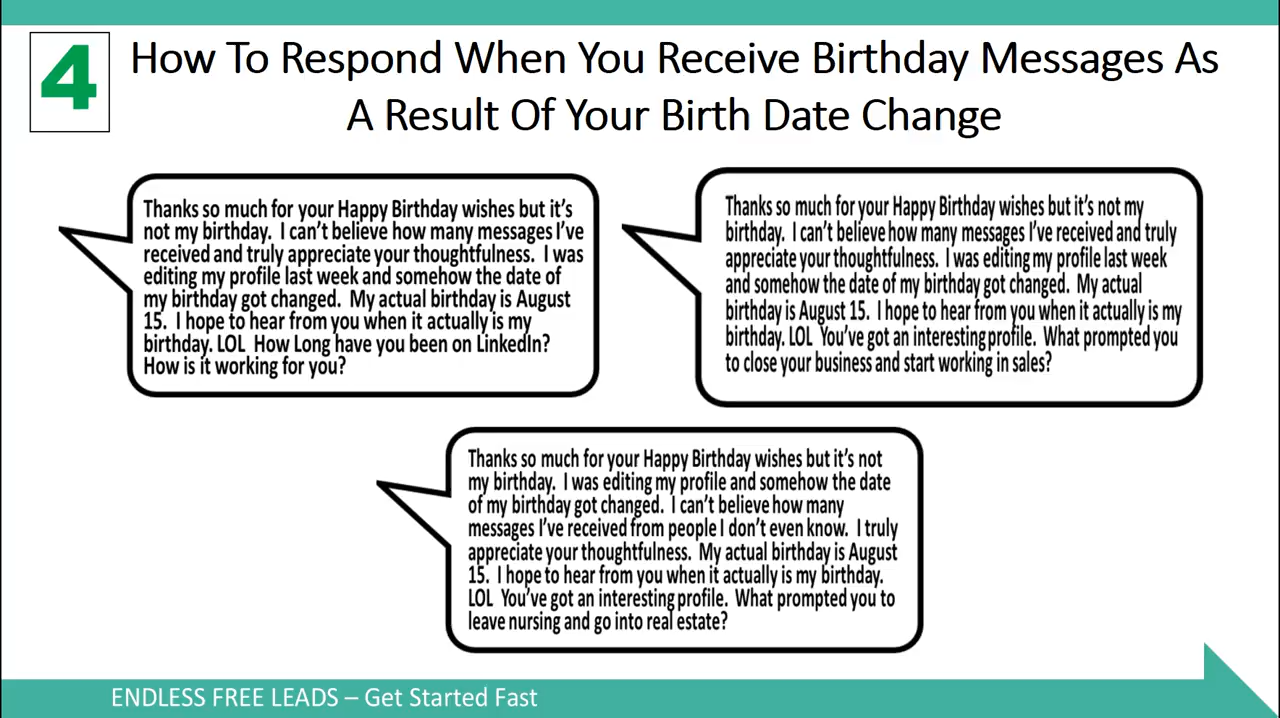 4
How To Respond When You Receive Birthday Messages As
A Result Of Your Birth Date Change
Thanks so much for your Happy Birthday wishes but it's
not my birthday. I can't believe how many messages I've
received and truly appreciate your thoughtfulness. I was
editing my profile last week and somehow the date of
my birthday got changed. My actual birthday is August
15. I hope to hear from you when it actually is my
birthday. LOL How Long have you been on LinkedIn?
How is it working for you?
Thanks so much for your Happy Birthday wishes but it's not my
birthday. I can't believe how many messages I've received and truly
appreciate your thoughtfulness. I was editing my profile last week
and somehow the date of my birthday got changed. My actual
birthday is August 15. I hope to hear from you when it actually is my
birthday. LOL You've got an interesting profile. What prompted you
to close your business and start working in sales?
Thanks so much for your Happy Birthday wishes but it's not
my birthday. I was editing my profile and somehow the date
of my birthday got changed. I can't believe how many
messages I've received from people I don't even know. I truly
appreciate your thoughtfulness. My actual birthday is August
15. I hope to hear from you when it actually is my birthday.
LOL You've got an interesting profile. What prompted you to
leave nursing and go into real estate?
ENDLESS FREE LEADS – Get Started Fast